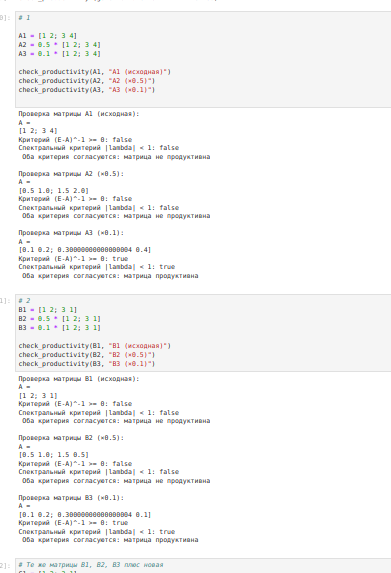 0]:
# 1
A1 = [1 2; 3 4]
A2 = 0.5 * [1 2; 3 4]
A3 = 0.1 * [1 2; 3 4]
check_productivity(A1, "A1 (исходная)")
check_productivity(A2, "A2 (×0.5)")
check_productivity(A3, "A3 (×0.1)")
Проверка матрицы A1 (исходная):
A =
[1 2; 3 4]
Критерий (E-A)^-1 >= 0: false
Спектральный критерий |lambda| < 1: false
Оба критерия согласуются: матрица не продуктивна
Проверка матрицы A2 (×0.5):
A =
[0.5 1.0; 1.5 2.0]
Критерий (E-A)^-1 >= 0: false
Спектральный критерий |lambda| < 1: false
Оба критерия согласуются: матрица не продуктивна
Проверка матрицы A3 (×0.1):
A =
[0.1 0.2; 0.30000000000000004 0.4]
Критерий (E-A)^-1 >= 0: true
Спектральный критерий |lambda| < 1: true
Оба критерия согласуются: матрица продуктивна
1]:
# 2
B1 = [1 2; 3 1]
B2 = 0.5 * [1 2; 3 1]
B3 = 0.1 * [1 2; 3 1]
check_productivity(B1, "B1 (исходная)")
check_productivity(B2, "B2 (×0.5)")
check_productivity(B3, "B3 (×0.1)")
Проверка матрицы B1 (исходная):
A =
[1 2; 3 1]
Критерий (E-A)^-1 >= 0: false
Спектральный критерий |lambda| < 1: false
Оба критерия согласуются: матрица не продуктивна
Проверка матрицы B2 (×0.5):
A =
[0.5 1.0; 1.5 0.5]
Критерий (E-A)^-1 >= 0: false
Спектральный критерий |lambda| < 1: false
Оба критерия согласуются: матрица не продуктивна
Проверка матрицы B3 (×0.1):
A =
[0.1 0.2; 0.30000000000000004 0.1]
Критерий (E-A)^-1 >= 0: true
Спектральный критерий |lambda| < 1: true
Оба критерия согласуются: матрица продуктивна
2]:
# Те же матрицы B1, B2, B3 плюс новая